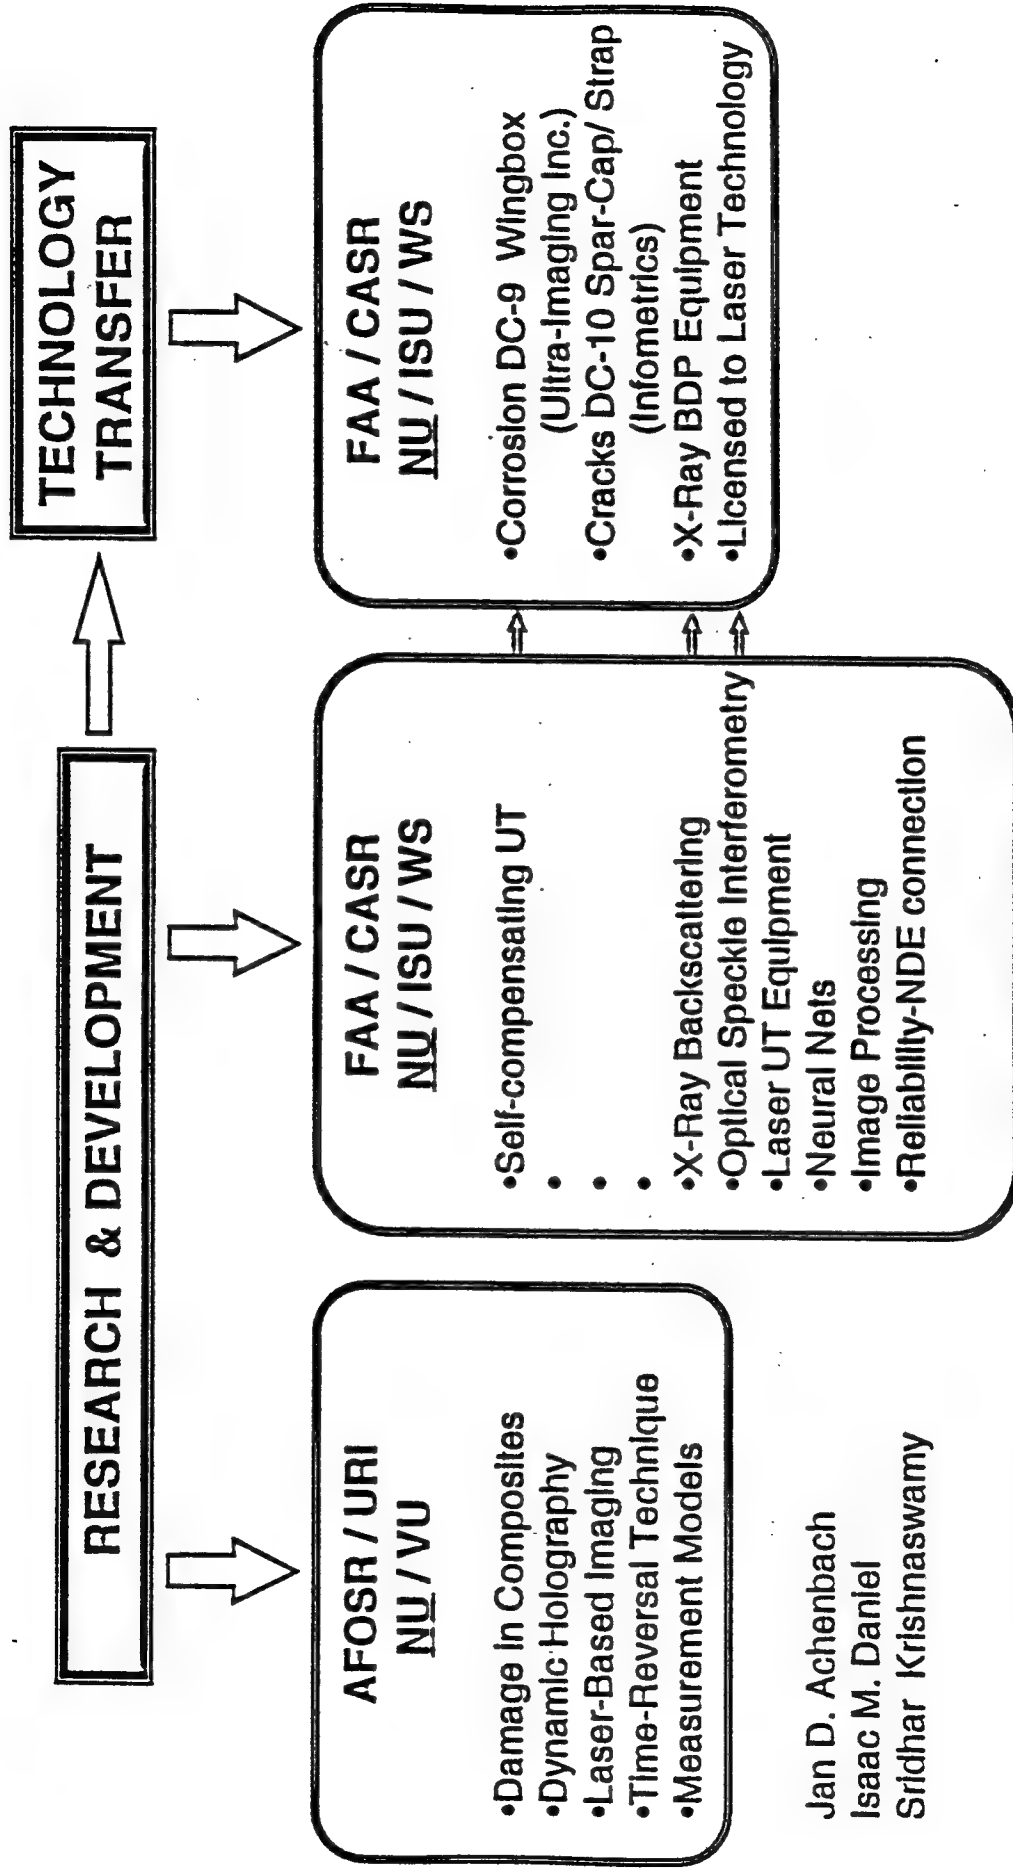 RESEARCH & DEVELOPMENT
TECHNOLOGY
TRANSFER
AFOSR / URI
NU / VU
•Damage In Composites
•Dynamic Holography
•Laser-Based Imaging
•Time-Reversal Technique
•Measurement Models
FAA / CASR
NU / ISU / WS
•Self-compensating UT
•
•
•
•X-Ray Backscattering
•Optical Speckle Interferometry
•Laser UT Equipment
•Neural Nets
•Image Processing
•Reliability-NDE connection
FAA / CASR
NU / ISU / WS
•Corrosion DC-9 Wingbox
(Ultra-Imaging Inc.)
•Cracks DC-10 Spar-Cap/ Strap
(Infometrics)
•X-Ray BDP Equipment
•Licensed to Laser Technology
Jan D. Achenbach
Isaac M. Daniel
Sridhar Krishnaswamy